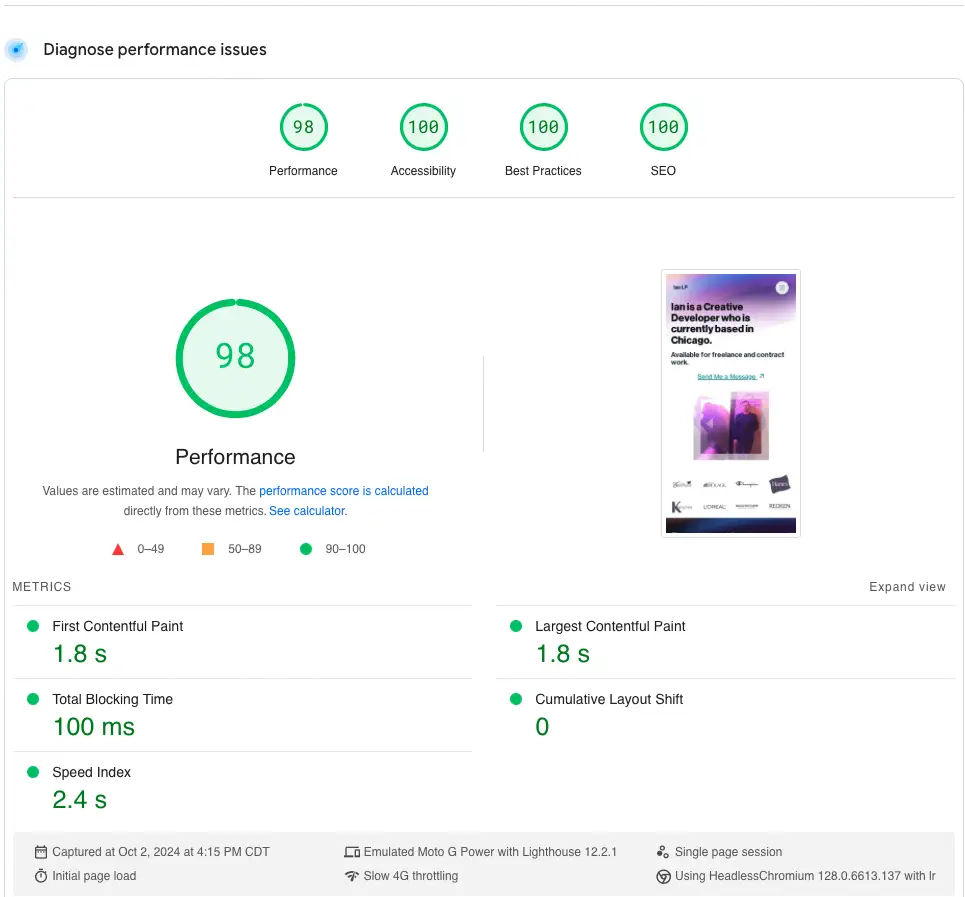 Diagnose performance issues
98
100
100
100
Performance
Accessibility
Best Practices
SEO
98
Performance
Values are estimated and may vary. The performance score is calculated
directly from these metrics. See calculator.
0–49
50–89
90–100
Ian LP
Ian is a Creative
Developer who is
currently based in
Chicago.
Available for freelance and contract
work.
Send Me a Message
Champion
Hanes
L'OREAL
REDKEN
METRICS
Expand view
First Contentful Paint
1.8 s
Largest Contentful Paint
1.8 s
Total Blocking Time
100 ms
Cumulative Layout Shift
0
Speed Index
2.4 s
Captured at Oct 2, 2024 at 4:15 PM CDT
Emulated Moto G Power with Lighthouse 12.2.1
Single page session
Initial page load
Slow 4G throttling
Using HeadlessChromium 128.0.6613.137 with lr